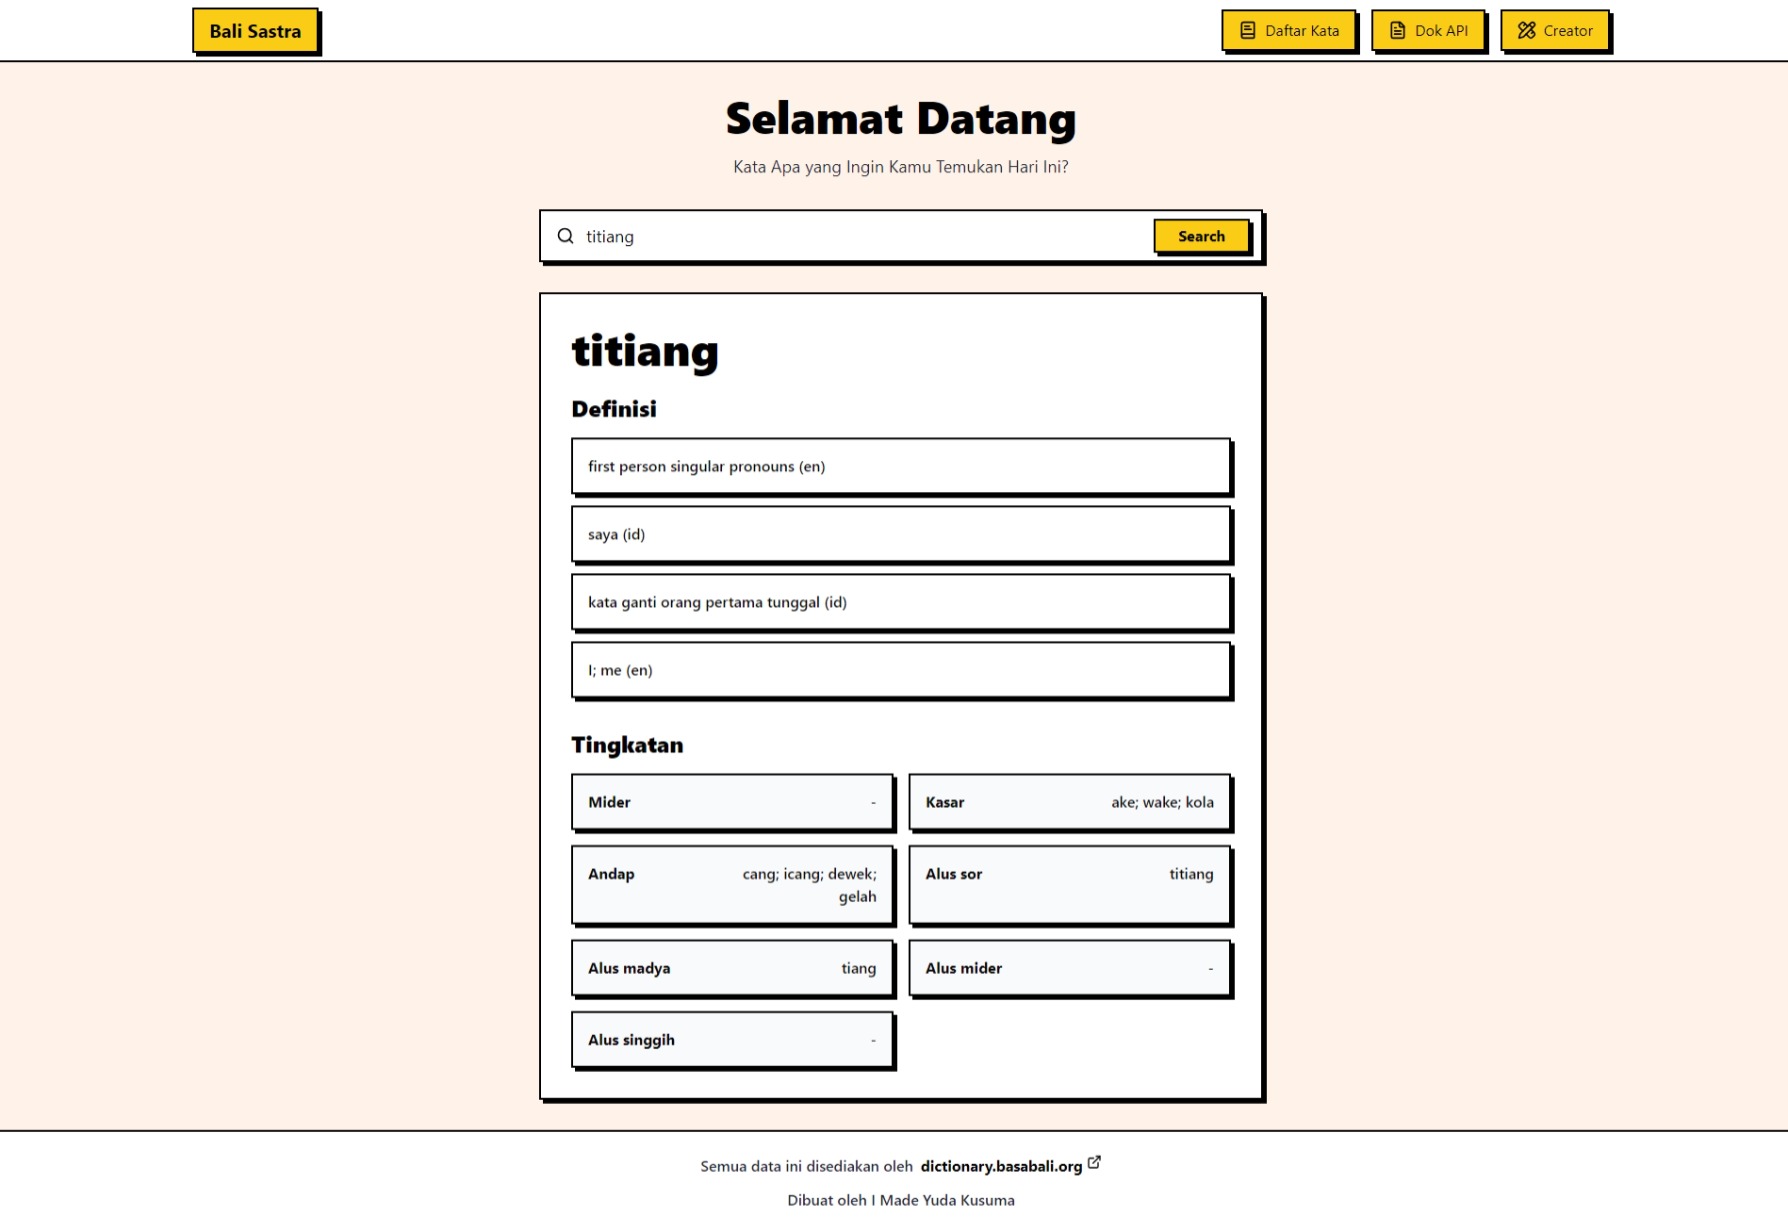 Bali Sastra
Daftar Kata
Dok API
Creator
Selamat Datang
Kata Apa yang Ingin Kamu Temukan Hari Ini?
titiang
Search
titiang
Definisi
first person singular pronouns (en)
saya (id)
kata ganti orang pertama tunggal (id)
I; me (en)
Tingkatan
Mider -
Kasar ake; wake; kola
Andap cang; icang; dewek;
gelah
Alus sor titiang
Alus madya tiang
Alus mider -
Alus singgih -
Semua data ini disediakan oleh dictionary.basabali.org
Dibuat oleh I Made Yuda Kusuma